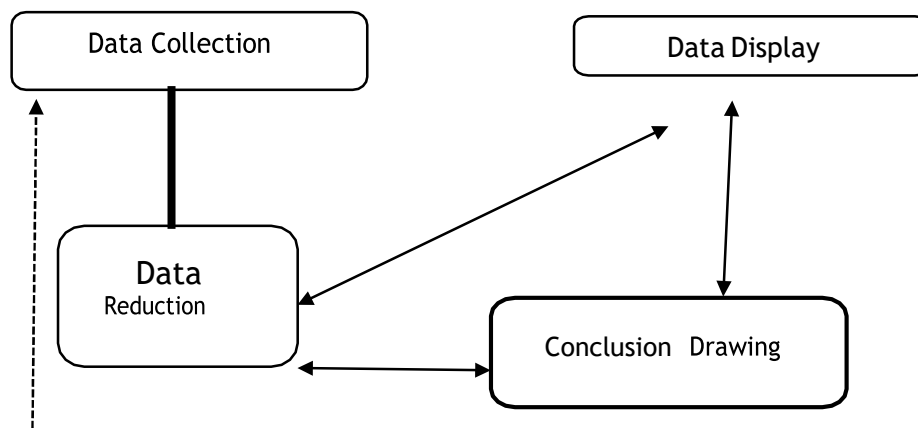 Data Collection
Data Display
Data
Reduction
Conclusion Drawing